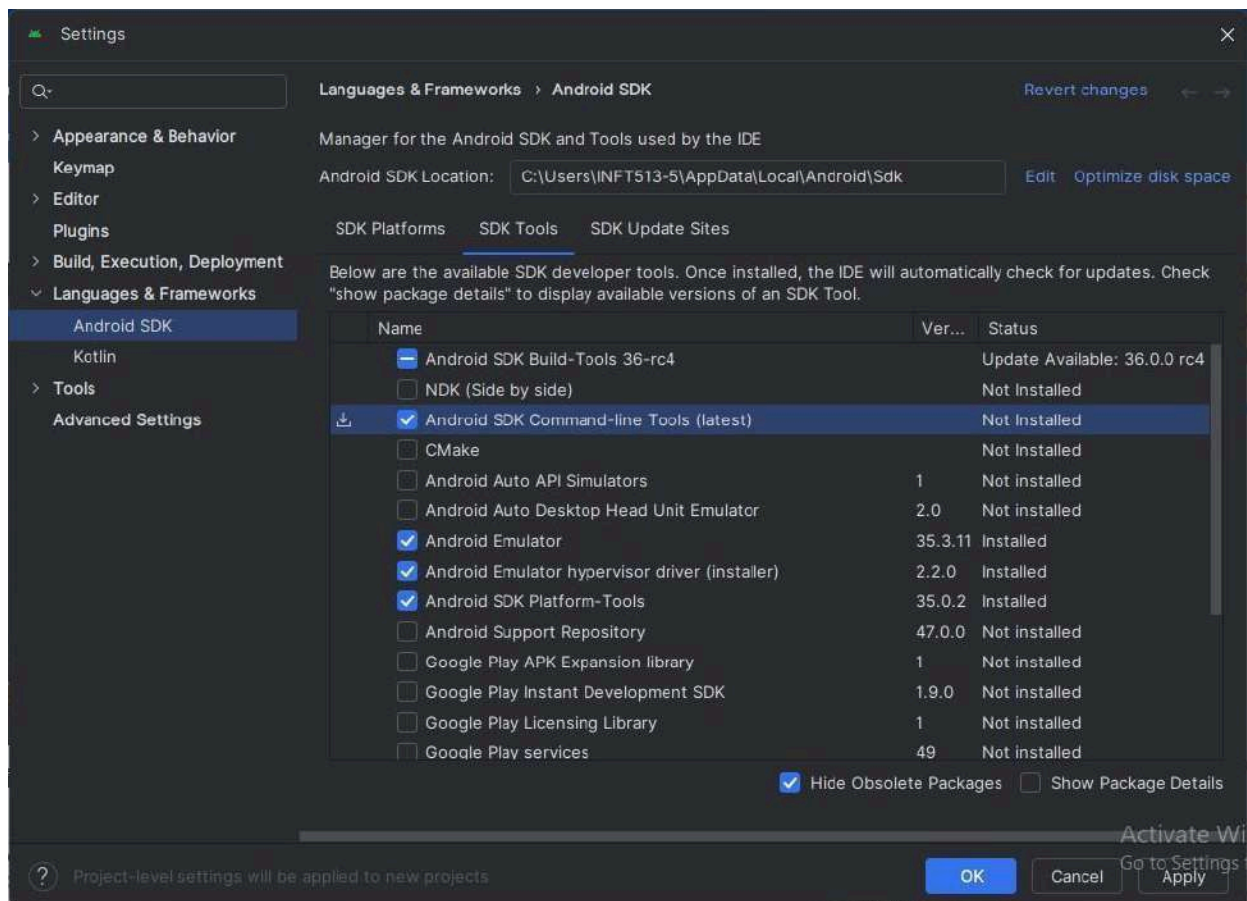 Settings
Languages & Frameworks › Android SDK Revert changes
Appearance & Behavior
Keymap
Editor
Plugins
Build, Execution, Deployment
Languages & Frameworks
Android SDK
Kotlin
Tools
Advanced Settings
Manager for the Android SDK and Tools used by the IDE
Android SDK Location: C:\Users\INFT513-5\AppData\Local\Android\Sdk Edit Optimize disk space
SDK Platforms SDK Tools SDK Update Sites
Below are the available SDK developer tools. Once installed, the IDE will automatically check for updates. Check
"show package details" to display available versions of an SDK Tool.
Name Ver... Status
Android SDK Build-Tools 36-rc4 Update Available: 36.0.0 rc4
NDK (Side by side) Not Installed
Android SDK Command-line Tools (latest) Not Installed
CMake Not Installed
Android Auto API Simulators 1 Not installed
Android Auto Desktop Head Unit Emulator 2.0 Not installed
Android Emulator 35.3.11 Installed
Android Emulator hypervisor driver (installer) 2.2.0 Installed
Android SDK Platform-Tools 35.0.2 Installed
Android Support Repository 47.0.0 Not installed
Google Play APK Expansion library 1 Not installed
Google Play Instant Development SDK 1.9.0 Not installed
Google Play Licensing Library 1 Not installed
Google Play services 49 Not installed
Hide Obsolete Packages Show Package Details
Activate Wi
Go to Settings
? Project-level settings will be applied to new projects
OK Cancel Apply